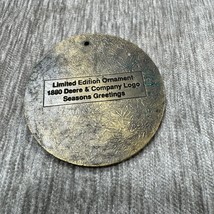 Limited Edition Ornament
1880 Deere & Company Logo
Seasons Greetings